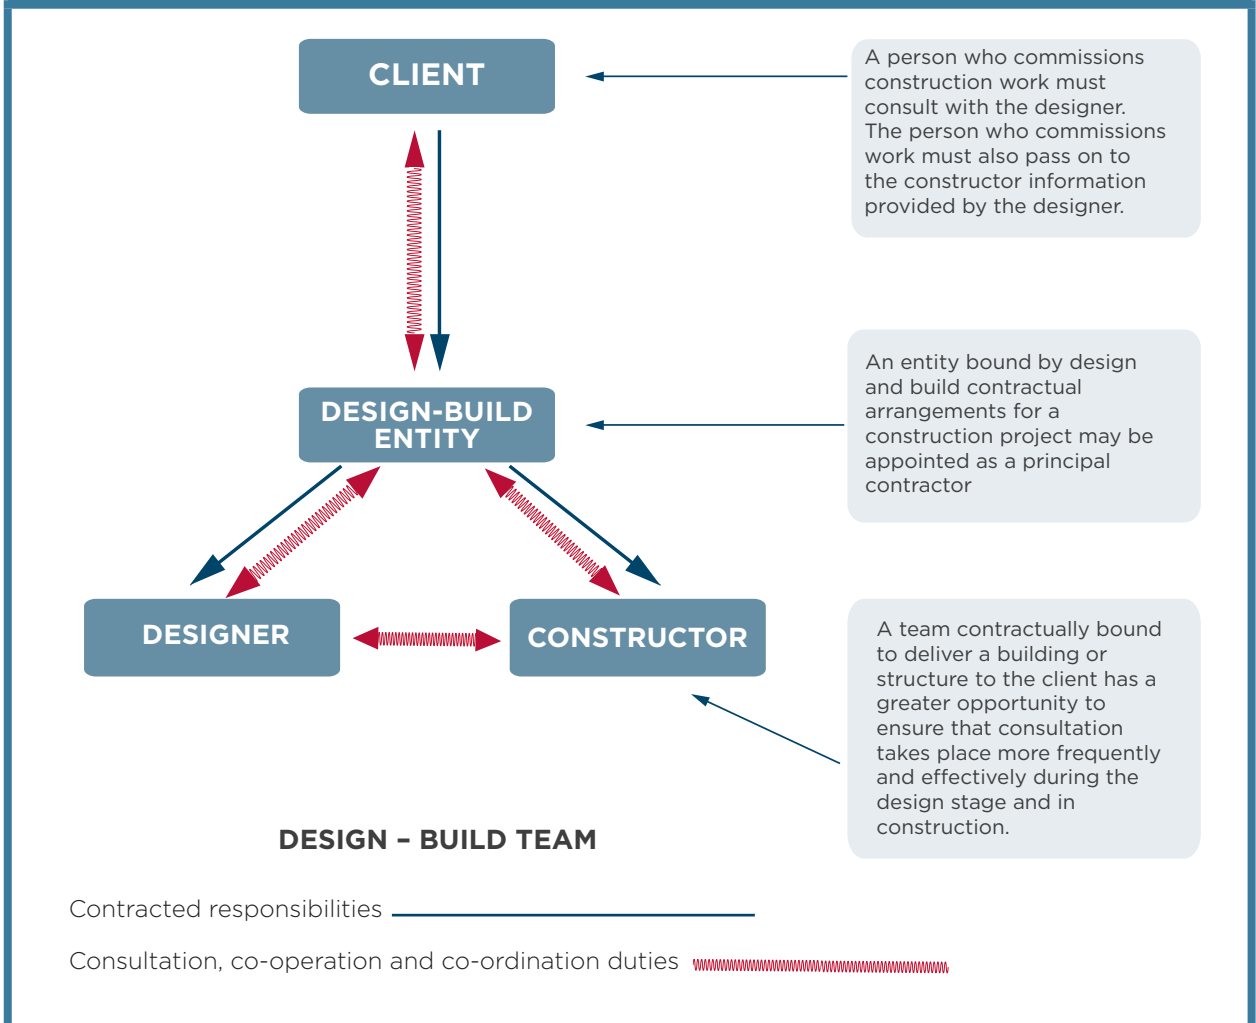 CLIENT
A person who commissions
construction work must
consult with the designer.
The person who commissions
work must also pass on to
the constructor information
provided by the designer.
DESIGN-BUILD
ENTITY
An entity bound by design
and build contractual
arrangements for a
construction project may be
appointed as a principal
contractor
DESIGNER
CONSTRUCTOR
A team contractually bound
to deliver a building or
structure to the client has a
greater opportunity to
ensure that consultation
takes place more frequently
and effectively during the
design stage and in
construction.
DESIGN – BUILD TEAM
Contracted responsibilities
Consultation, co-operation and co-ordination duties